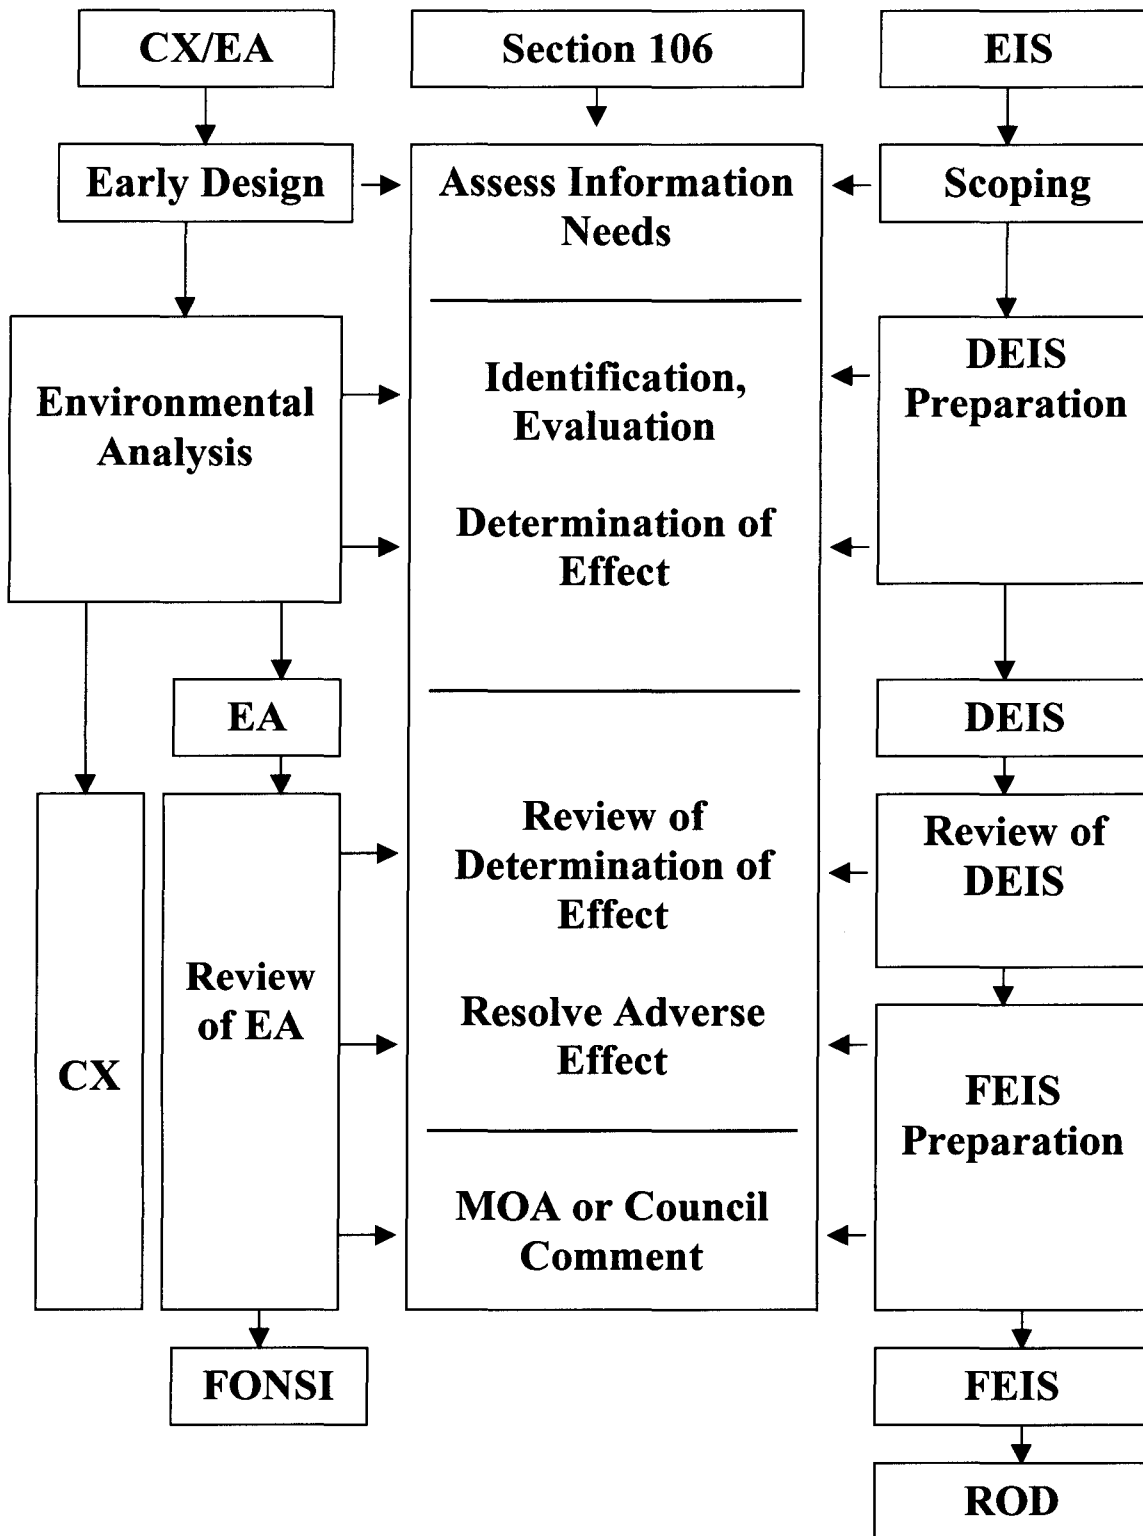 CX/EA
Section 106
EIS
Early Design
Assess Information
Needs
Scoping
Environmental
Analysis
Identification,
Evaluation
Determination of
Effect
DEIS
Preparation
EA
DEIS
CX
Review
of EA
Review of
Determination of
Effect
Resolve Adverse
Effect
MOA or Council
Comment
Review of
DEIS
FEIS
Preparation
FONSI
FEIS
ROD